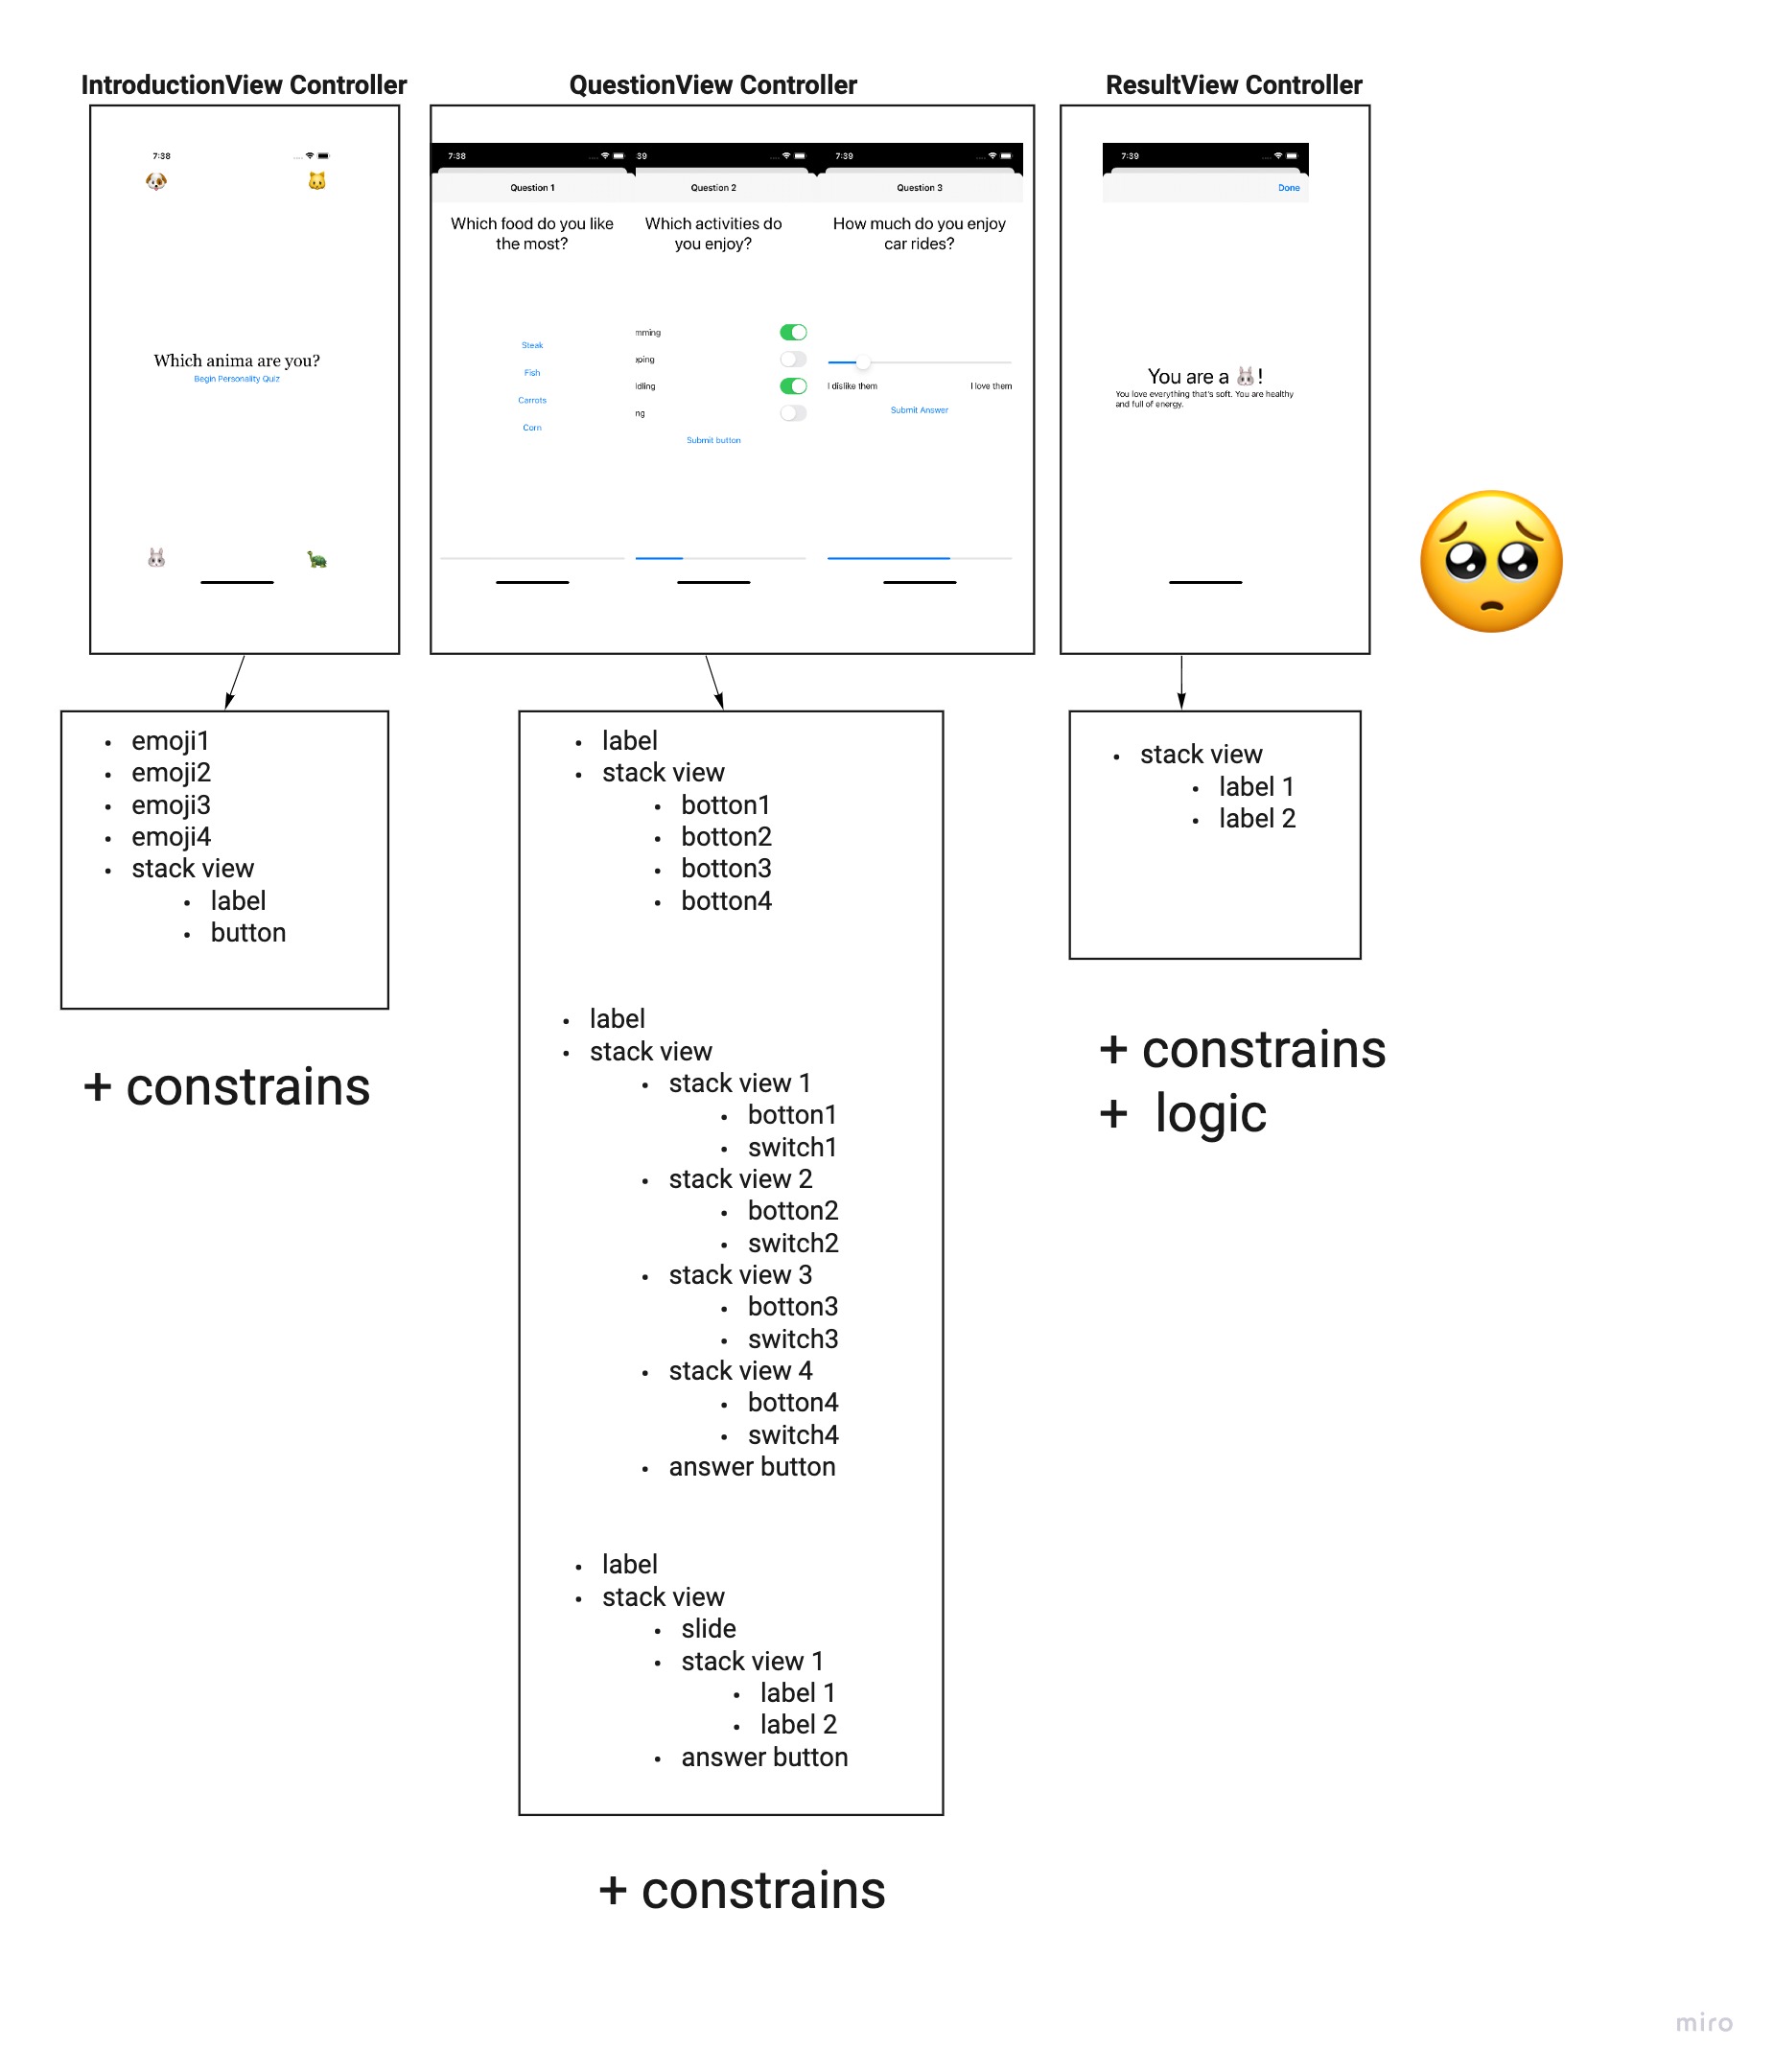 IntroductionView Controller
7:38
Which anima are you?
Begin Personality Quiz
emoji1
emoji2
emoji3
emoji4
stack view
label
button
+ constrains
QuestionView Controller
7:38
Question 1
Which food do you like
the most?
Steak
Fish
Carrots
Corn
39
Question 2
Which activities do
you enjoy?
mming
ping
ldling
ng
Submit button
7:39
Question 3
How much do you enjoy
car rides?
I dislike them
I love them
Submit Answer
label
stack view
botton1
botton2
botton3
botton4
label
stack view
stack view 1
botton1
switch1
stack view 2
botton2
switch2
stack view 3
botton3
switch3
stack view 4
botton4
switch4
answer button
label
stack view
slide
stack view 1
label 1
label 2
answer button
+ constrains
ResultView Controller
7:39
Done
You are a 🐰!
You love everything that's soft. You are healthy
and full of energy.
stack view
label 1
label 2
+ constrains
+ logic
miro